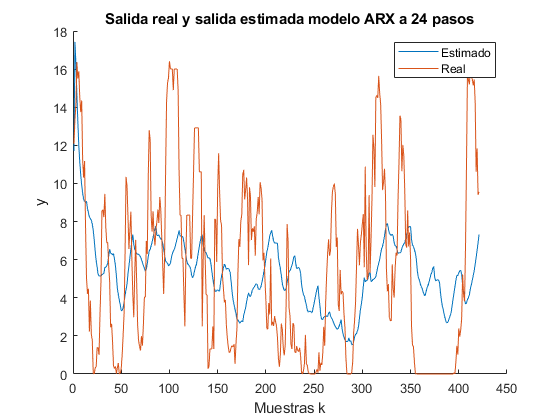 Salida real y salida estimada modelo ARX a 24 pasos
18
16
14
12
10
8
6
4
2
0
y
Estimado
Real
0 50 100 150 200 250 300 350 400 450
Muestras k